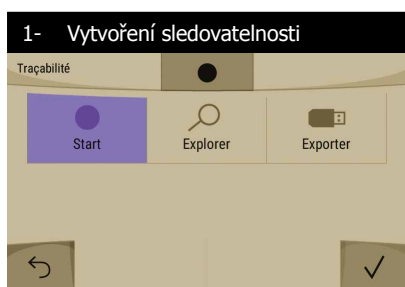 1- Vytvoření sledovatelnosti
Traçabilité
Start Explorer Exporter